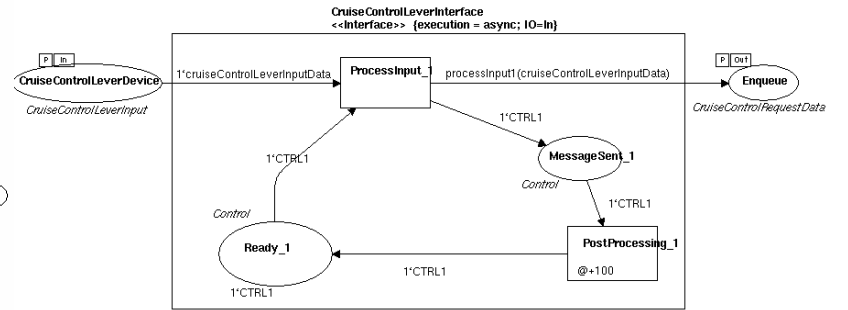 CruiseControlLeverInterface
<<Interface>> {execution = async; IO=In}
P In
CruiseControlLeverDevice
CruiseControlLeverInput
1`cruiseControlLeverInputData
ProcessInput_1
processInput1(cruiseControlLeverInputData)
P Out
Enqueue
CruiseControlRequestData
1`CTRL1
1`CTRL1
MessageSent_1
Control
1`CTRL1
Control
Ready_1
1`CTRL1
1`CTRL1
PostProcessing_1
@+100